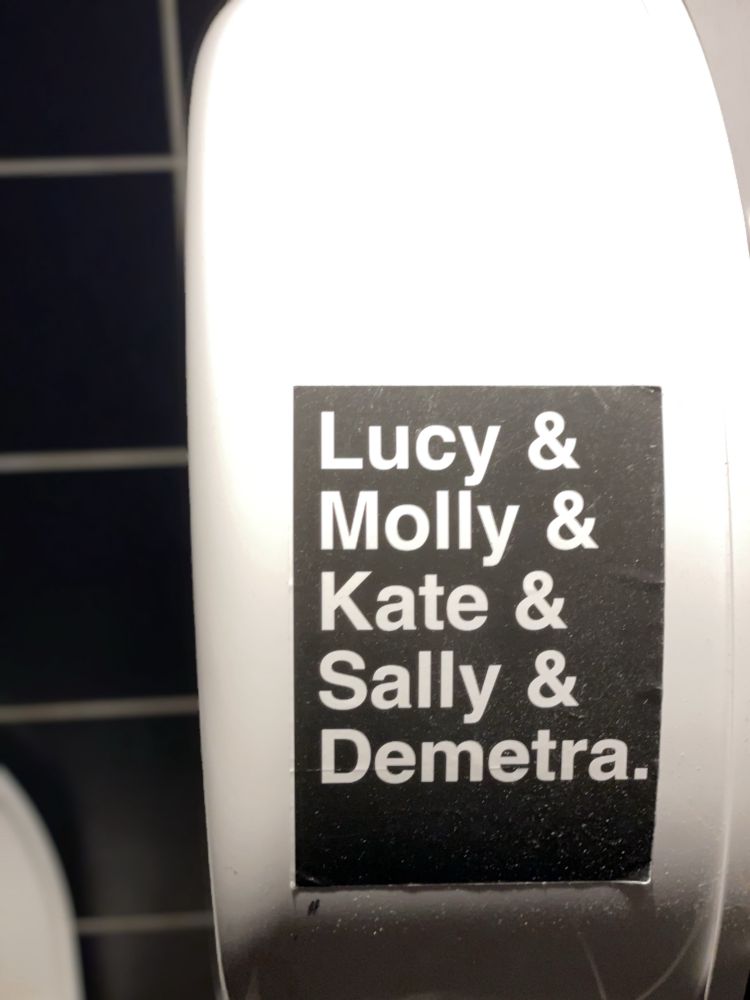 Lucy &
Molly &
Kate &
Sally &
Demetra.